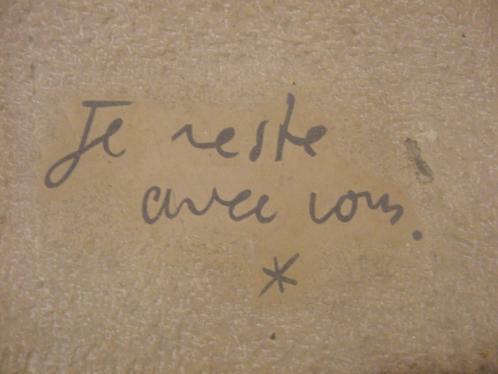 Je reste
avec vous.
*